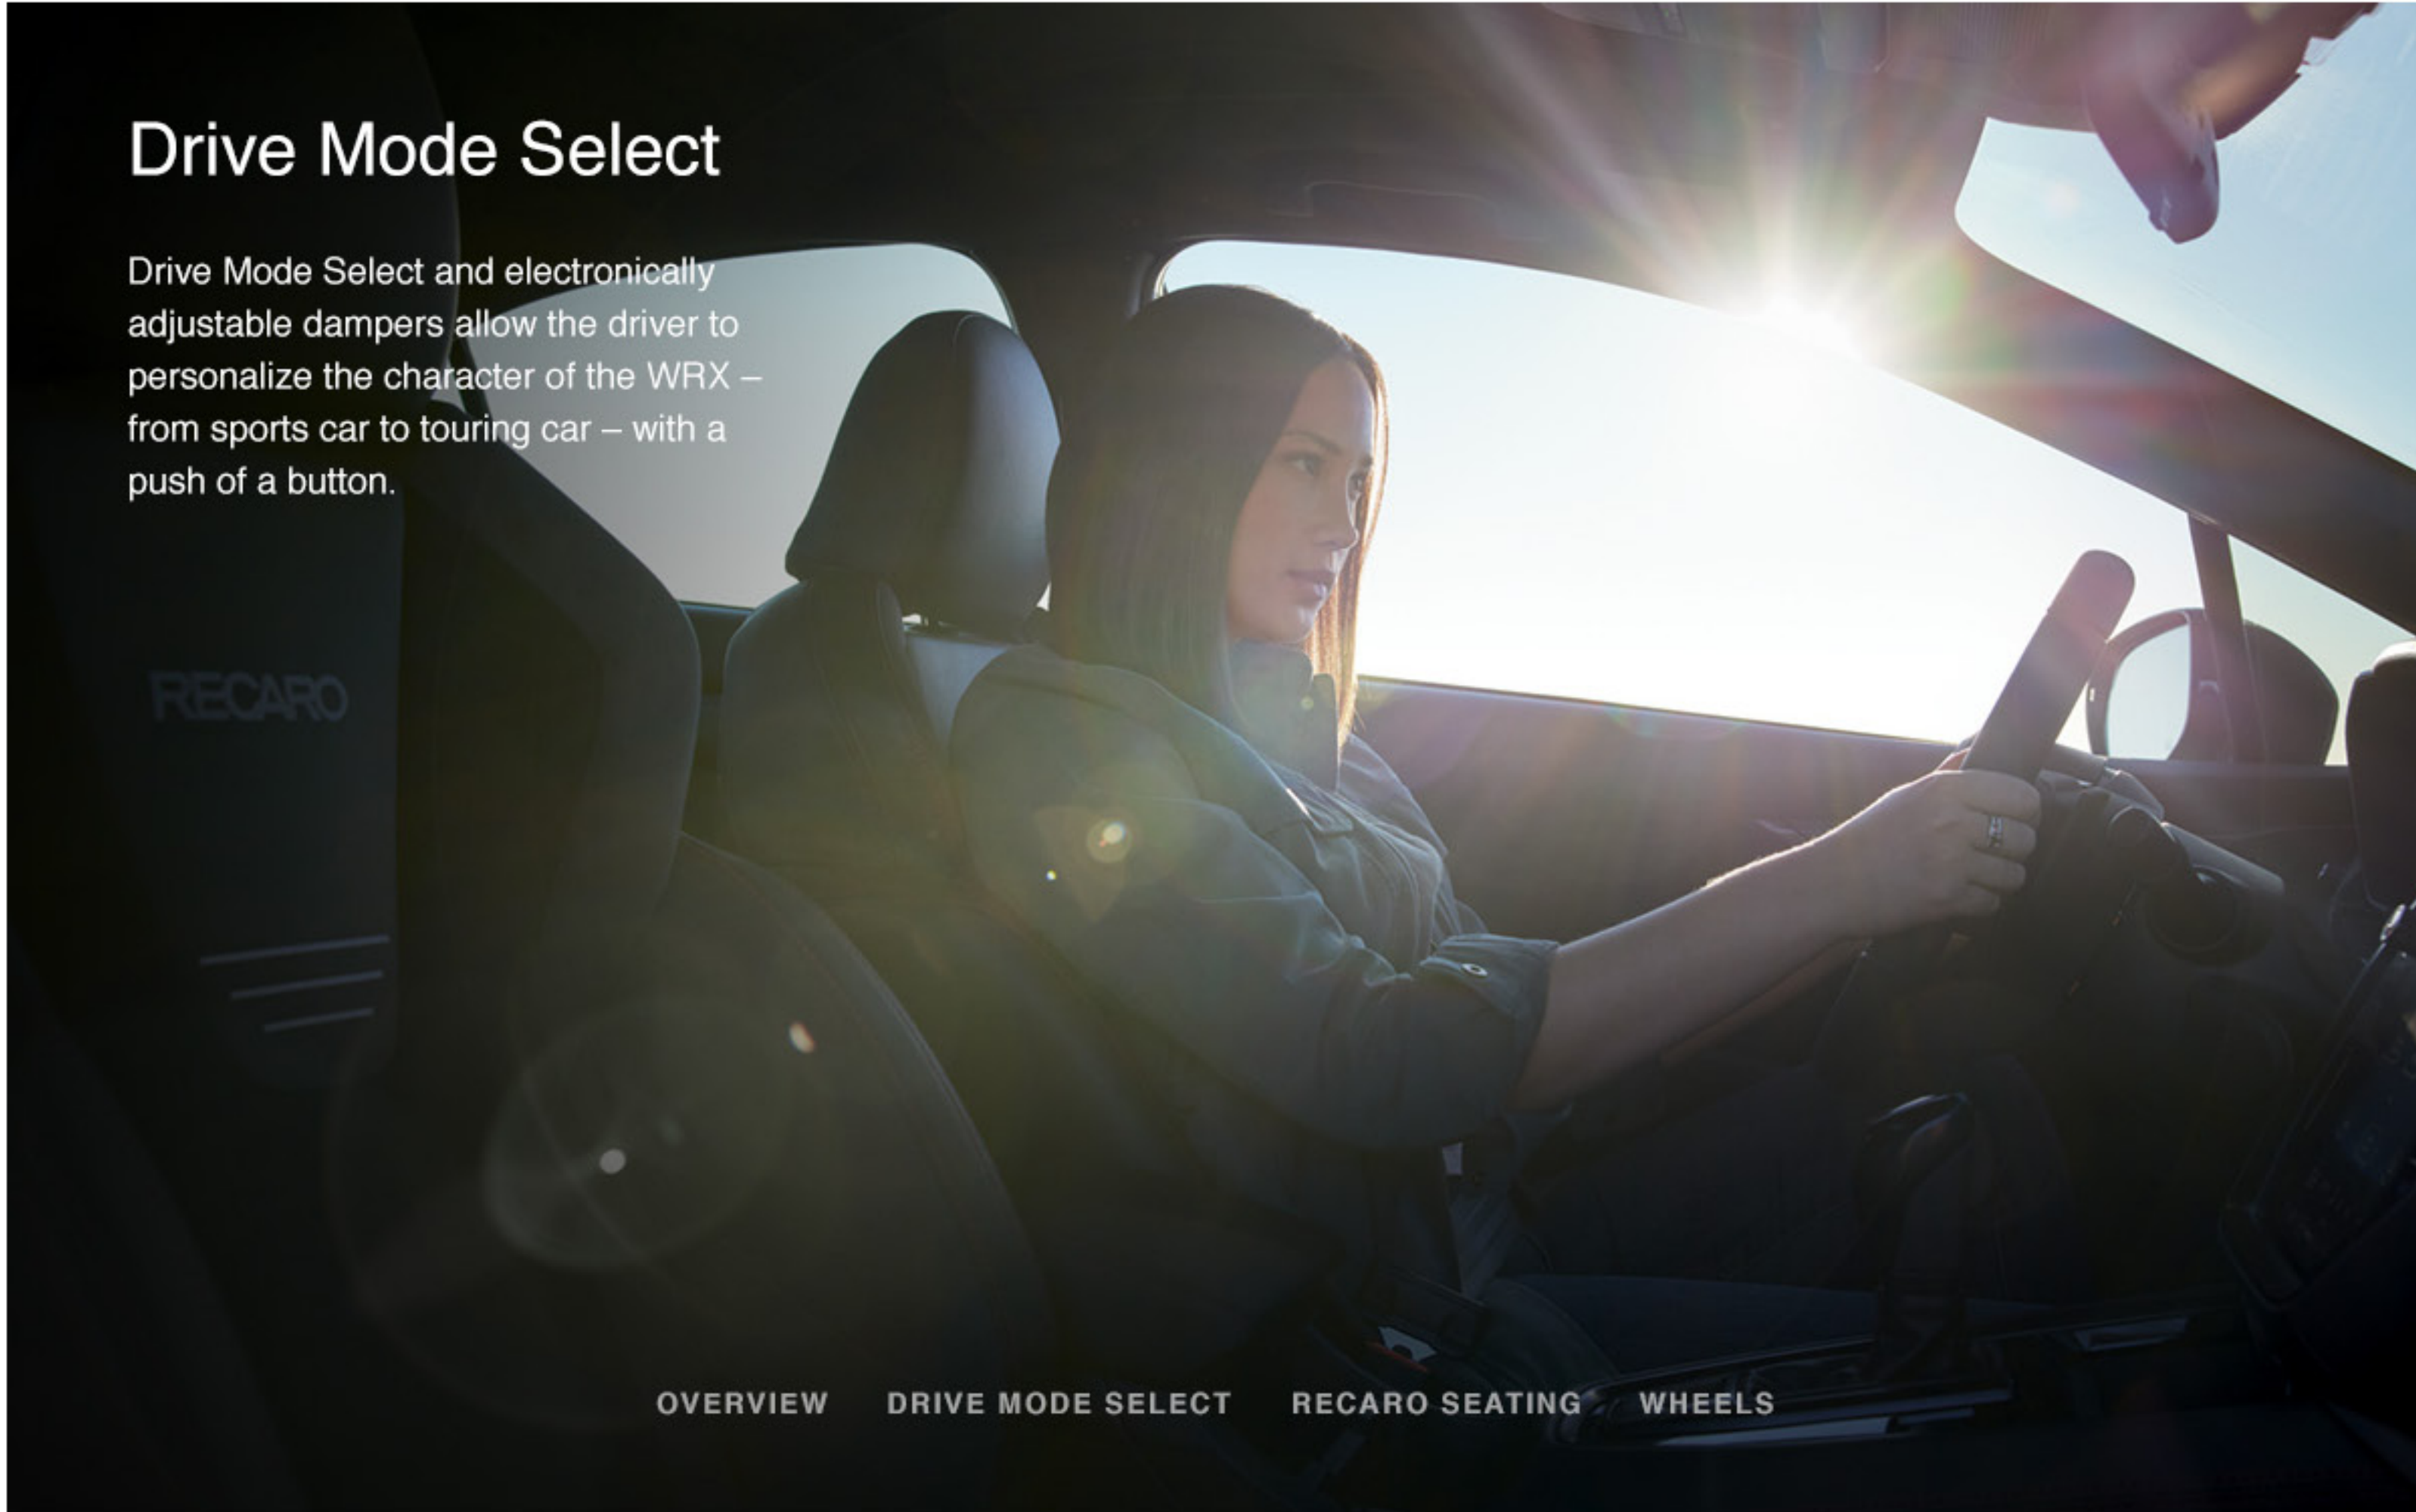 Drive Mode Select
Drive Mode Select and electronically
adjustable dampers allow the driver to
personalize the character of the WRX –
from sports car to touring car – with a
push of a button.
RECARO
OVERVIEW DRIVE MODE SELECT RECARO SEATING WHEELS